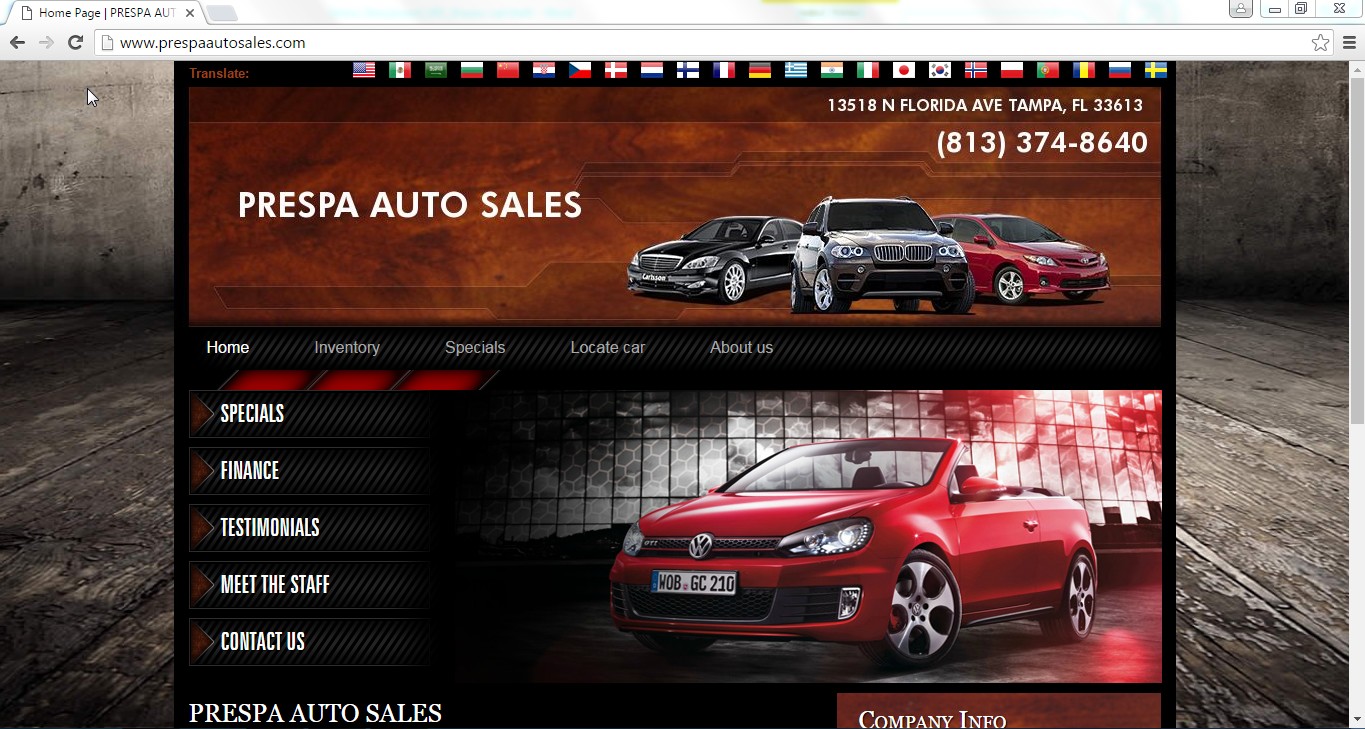 Home Page | PRESPA AUT
www.prespaautosales.com
Translate:
13518 N FLORIDA AVE TAMPA, FL 33613
(813) 374-8640
PRESPA AUTO SALES
Carlsson
Home Inventory Specials Locate car About us
SPECIALS
FINANCE
TESTIMONIALS
MEET THE STAFF
CONTACT US
GTI
WOB GC 210
PRESPA AUTO SALES
Company Info